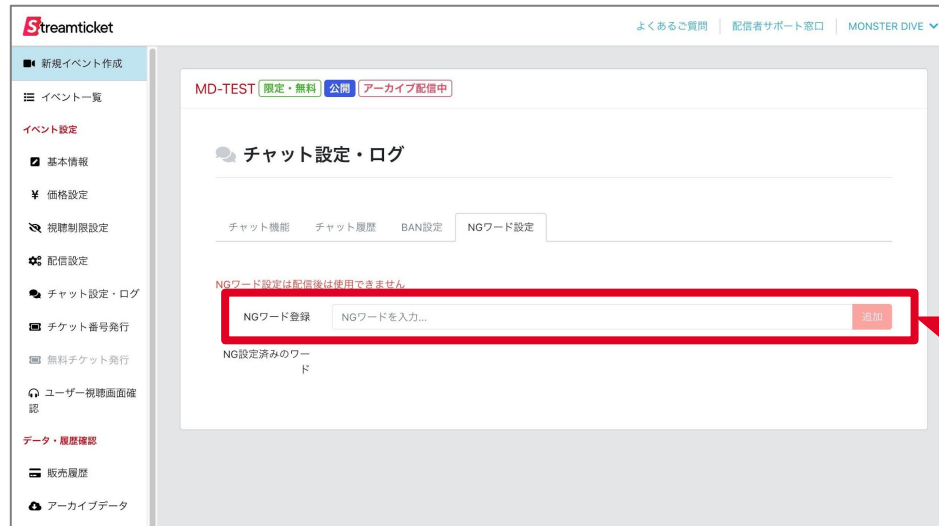 Streamticket
よくあるご質問 配信者サポート窓口 MONSTER DIVE
新規イベント作成
イベント一覧
イベント設定
基本情報
価格設定
視聴制限設定
配信設定
チャット設定・ログ
チケット番号発行
無料チケット発行
ユーザー視聴画面確
認
データ・履歴確認
販売履歴
アーカイブデータ
MD-TEST 限定・無料 公開 アーカイブ配信中
チャット設定・ログ
チャット機能 チャット履歴 BAN設定 NGワード設定
NGワード設定は配信後は使用できません
NGワード登録 NGワードを入力... 追加
NG設定済みのワー
ド